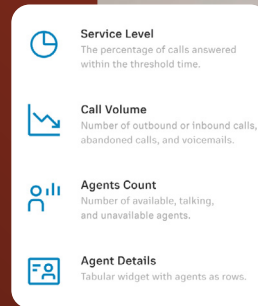 Service Level
The percentage of calls answered
within the threshold time.
Call Volume
Number of outbound or inbound calls,
abandoned calls, and voicemails.
Agents Count
Number of available, talking,
and unavailable agents.
Agent Details
Tabular widget with agents as rows.